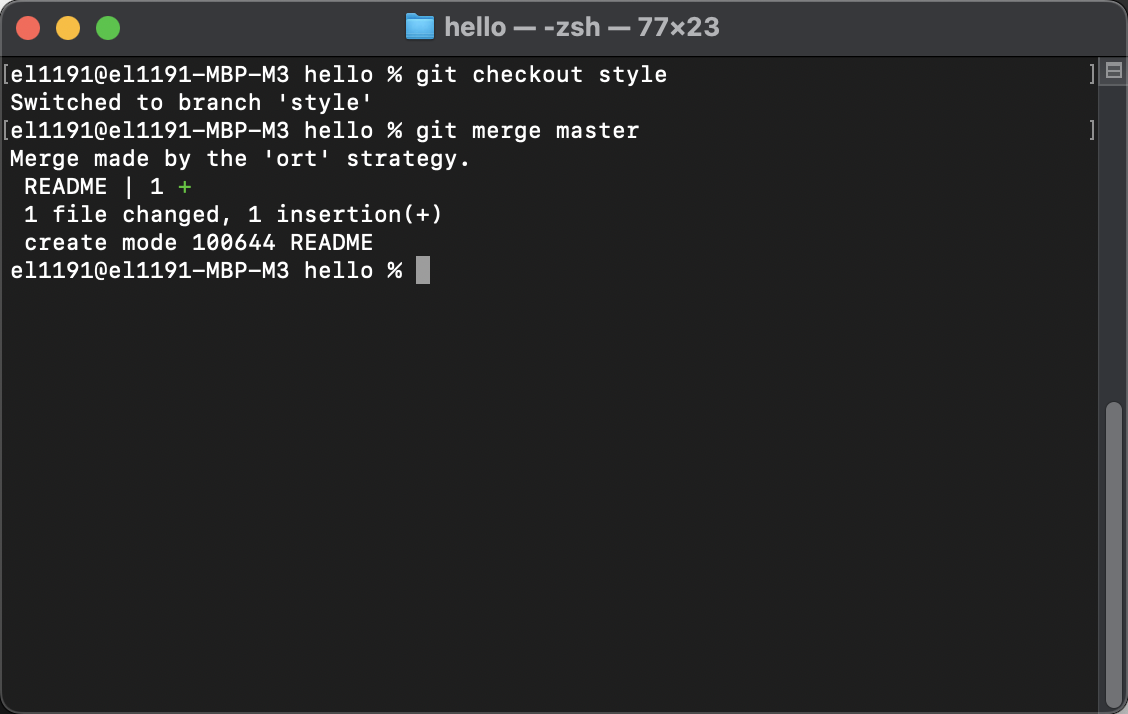 hello — -zsh — 77×23
[el1191@el1191-MBP-M3 hello % git checkout style ]
Switched to branch 'style'
[el1191@el1191-MBP-M3 hello % git merge master ]
Merge made by the 'ort' strategy.
 README | 1 +
 1 file changed, 1 insertion(+)
 create mode 100644 README
el1191@el1191-MBP-M3 hello %